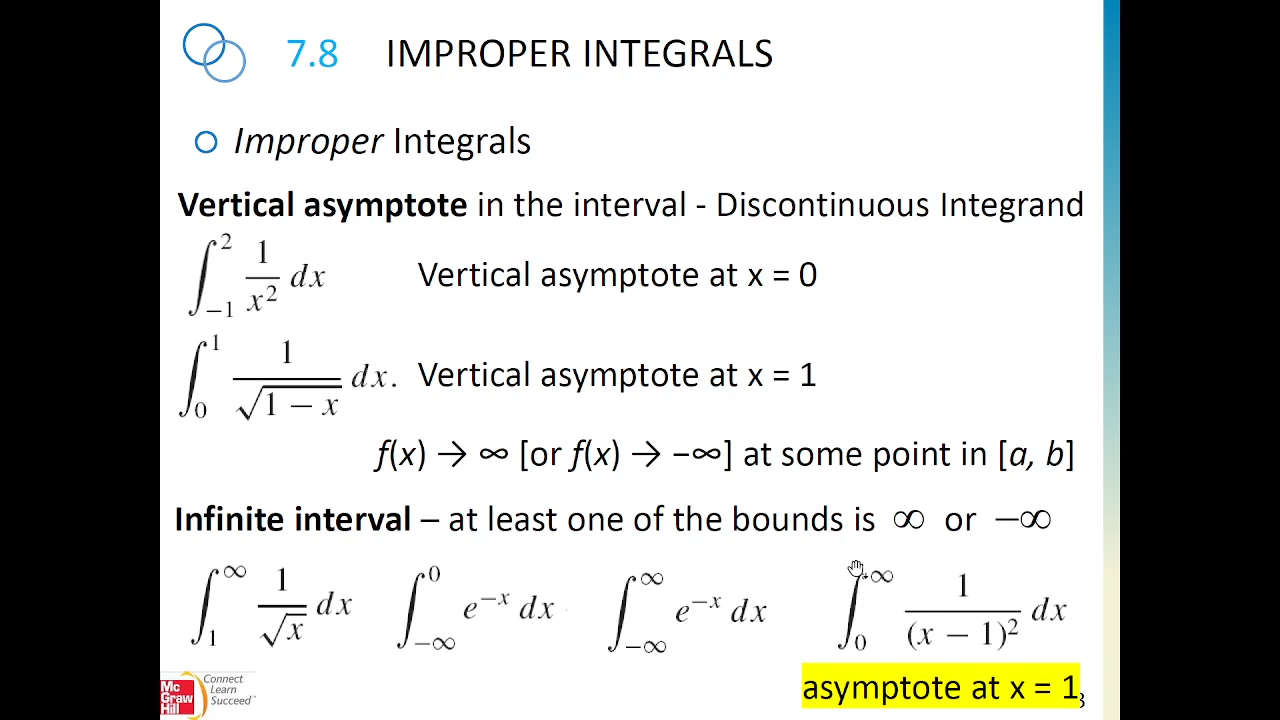 7.8 IMPROPER INTEGRALS
Improper Integrals
Vertical asymptote in the interval - Discontinuous Integrand
∫_{-1}^{2} 1/x² dx Vertical asymptote at x = 0
∫_{0}^{1} 1/√(1 − x) dx. Vertical asymptote at x = 1
f(x) → ∞ [or f(x) → −∞] at some point in [a, b]
Infinite interval – at least one of the bounds is ∞ or −∞
∫_{1}^{∞} 1/√x dx ∫_{−∞}^{0} e^{−x} dx ∫_{−∞}^{∞} e^{−x} dx ∫_{0}^{+∞} 1/(x − 1)² dx
asymptote at x = 1
3
Mc Graw Hill
Connect
Learn
Succeed™